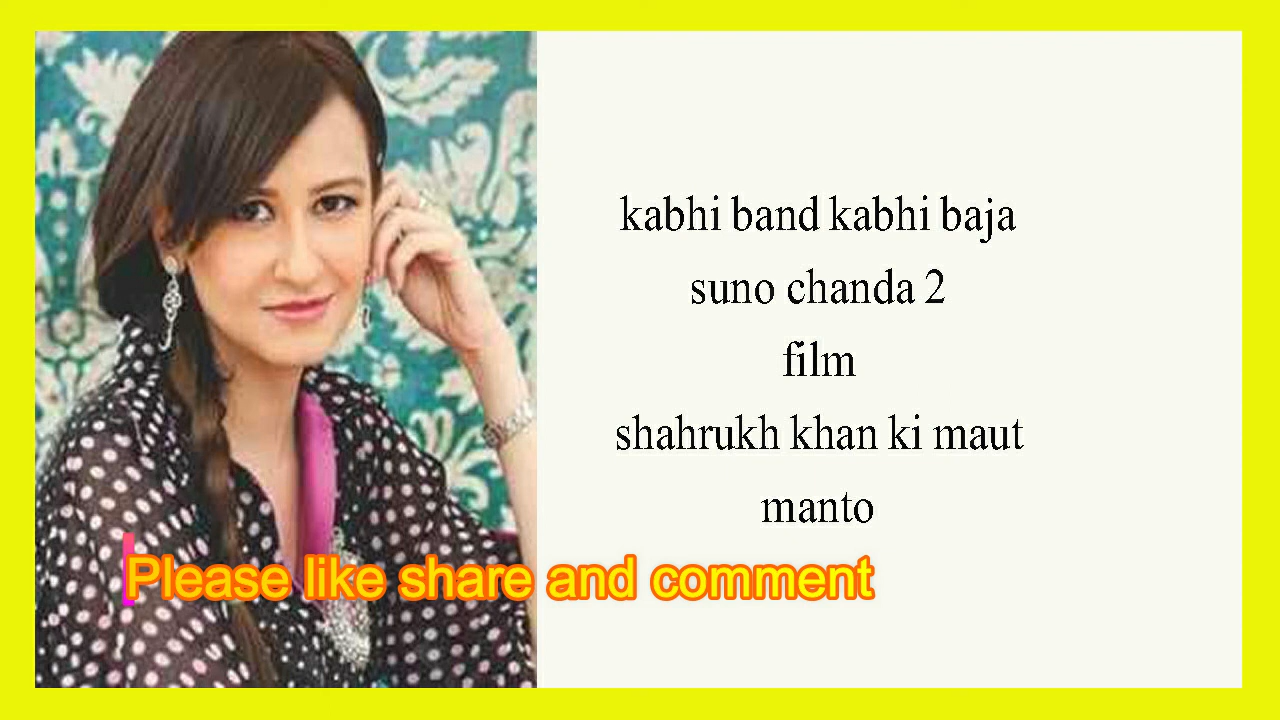 kabhi band kabhi baja
suno chanda 2
film
shahrukh khan ki maut
manto
Please like share and comment